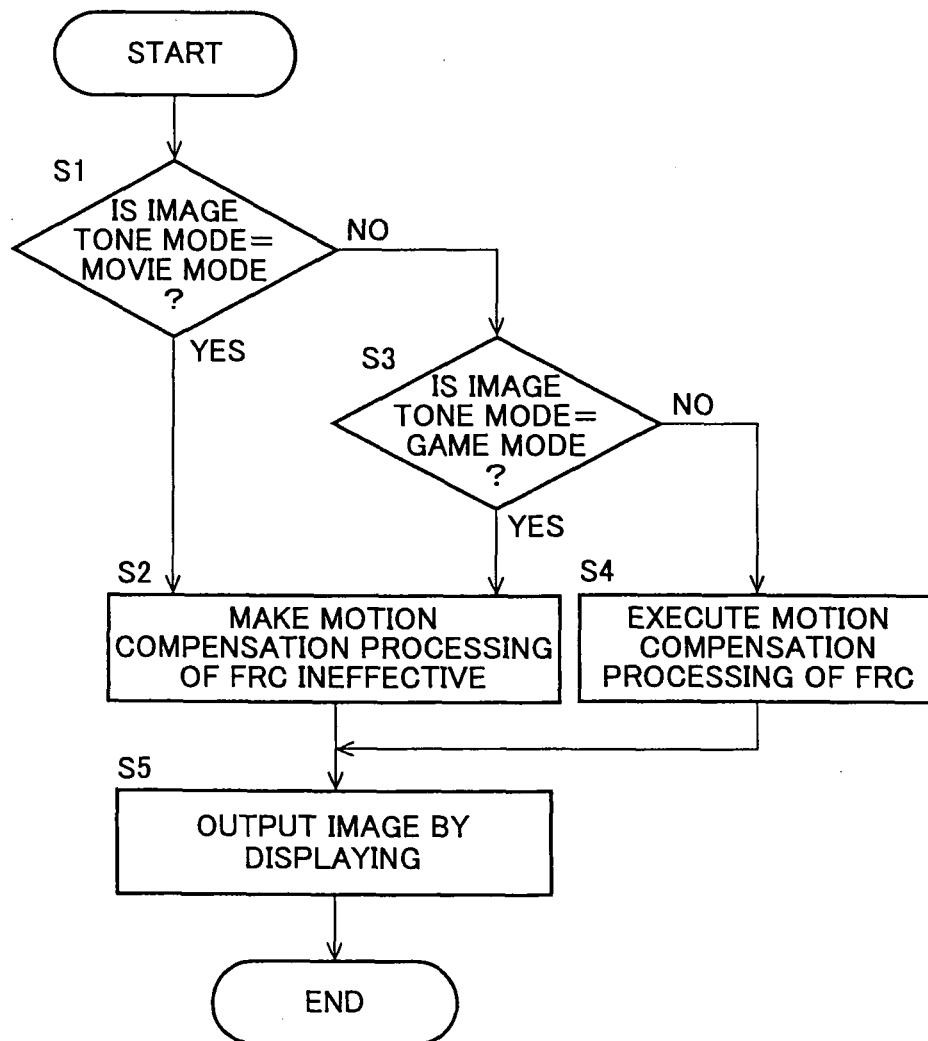 START
S1
IS IMAGE
TONE MODE=
MOVIE MODE
?
NO
YES
S3
IS IMAGE
TONE MODE=
GAME MODE
?
NO
YES
S2
MAKE MOTION
COMPENSATION PROCESSING
OF FRC INEFFECTIVE
S4
EXECUTE MOTION
COMPENSATION
PROCESSING OF FRC
S5
OUTPUT IMAGE BY
DISPLAYING
END